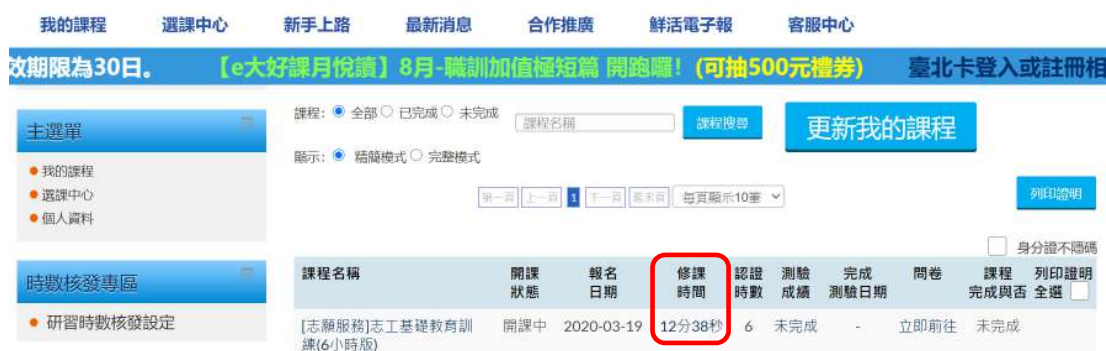 我的課程 選課中心 新手上路 最新消息 合作推廣 鮮活電子報 客服中心
效期限為30日。 【e大好課月悅讀】8月-職訓加值極短篇 開跑囉! (可抽500元禮券) 臺北卡登入或註冊相
主選單
我的課程
選課中心
個人資料
時數核發專區
研習時數核發設定
課程: 全部 已完成 未完成 課程名稱 課程搜尋 更新我的課程
顯示: 精簡模式 完整模式
第一頁 上一頁 1 下一頁 最末頁 每頁顯示10筆 列印證明
身分證不隱碼
課程名稱 開課狀態 報名日期 修課時間 認證時數 測驗成績 完成測驗日期 問卷 課程完成與否 列印證明全選
[志願服務]志工基礎教育訓 開課中 2020-03-19 12分38秒 6 未完成 - 立即前往 未完成
練(6小時版)